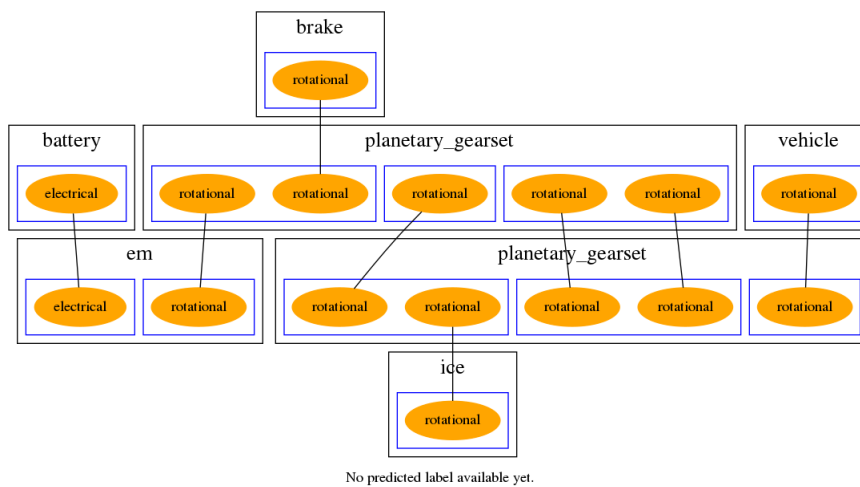 brake
rotational
battery
planetary_gearset
vehicle
electrical
rotational
rotational
rotational
rotational
rotational
rotational
em
planetary_gearset
electrical
rotational
rotational
rotational
rotational
rotational
rotational
ice
rotational
No predicted label available yet.